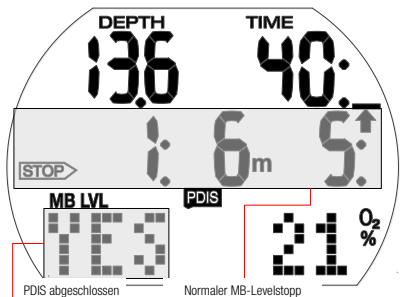 DEPTH TIME
13.6 40:
STOP 1: 6m 5:
MB LVL PDIS
YES 21 O2 %
PDIS abgeschlossen Normaler MB-Levelstopp